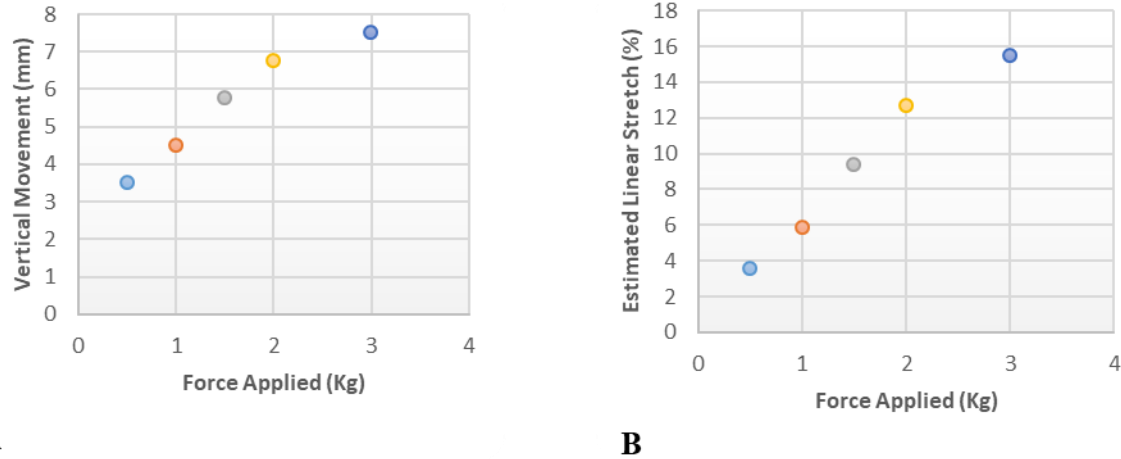 8
7
6
5
4
3
2
1
0
0 1 2 3 4
Vertical Movement (mm)
Force Applied (Kg)
18
16
14
12
10
8
6
4
2
0
0 1 2 3 4
Estimated Linear Stretch (%)
Force Applied (Kg)
B